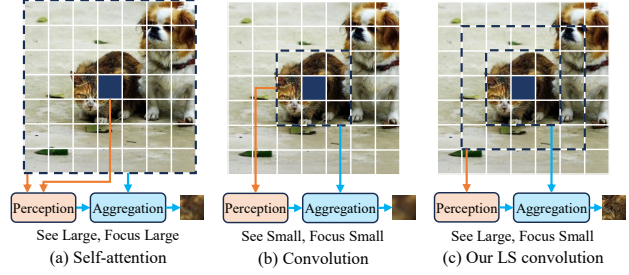 Perception Aggregation Perception Aggregation Perception Aggregation
See Large, Focus Large See Small, Focus Small See Large, Focus Small
(a) Self-attention (b) Convolution (c) Our LS convolution